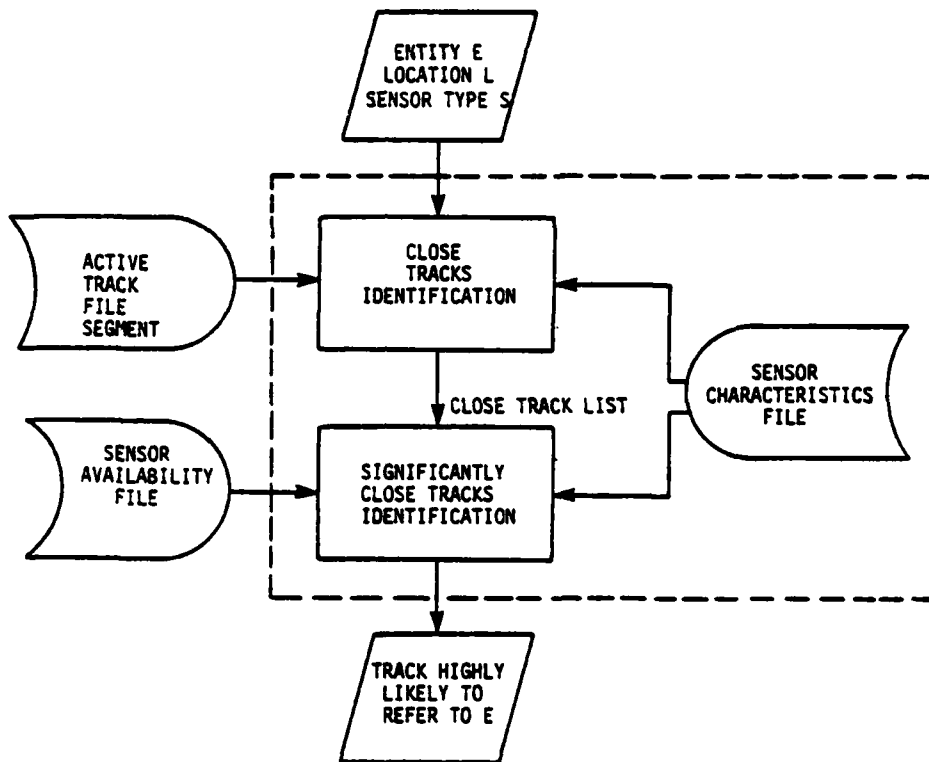 ENTITY E
LOCATION L
SENSOR TYPE S
CLOSE
TRACKS
IDENTIFICATION
ACTIVE
TRACK
FILE
SEGMENT
SENSOR
CHARACTERISTICS
FILE
CLOSE TRACK LIST
SENSOR
AVAILABILITY
FILE
SIGNIFICANTLY
CLOSE TRACKS
IDENTIFICATION
TRACK HIGHLY
LIKELY TO
REFER TO E